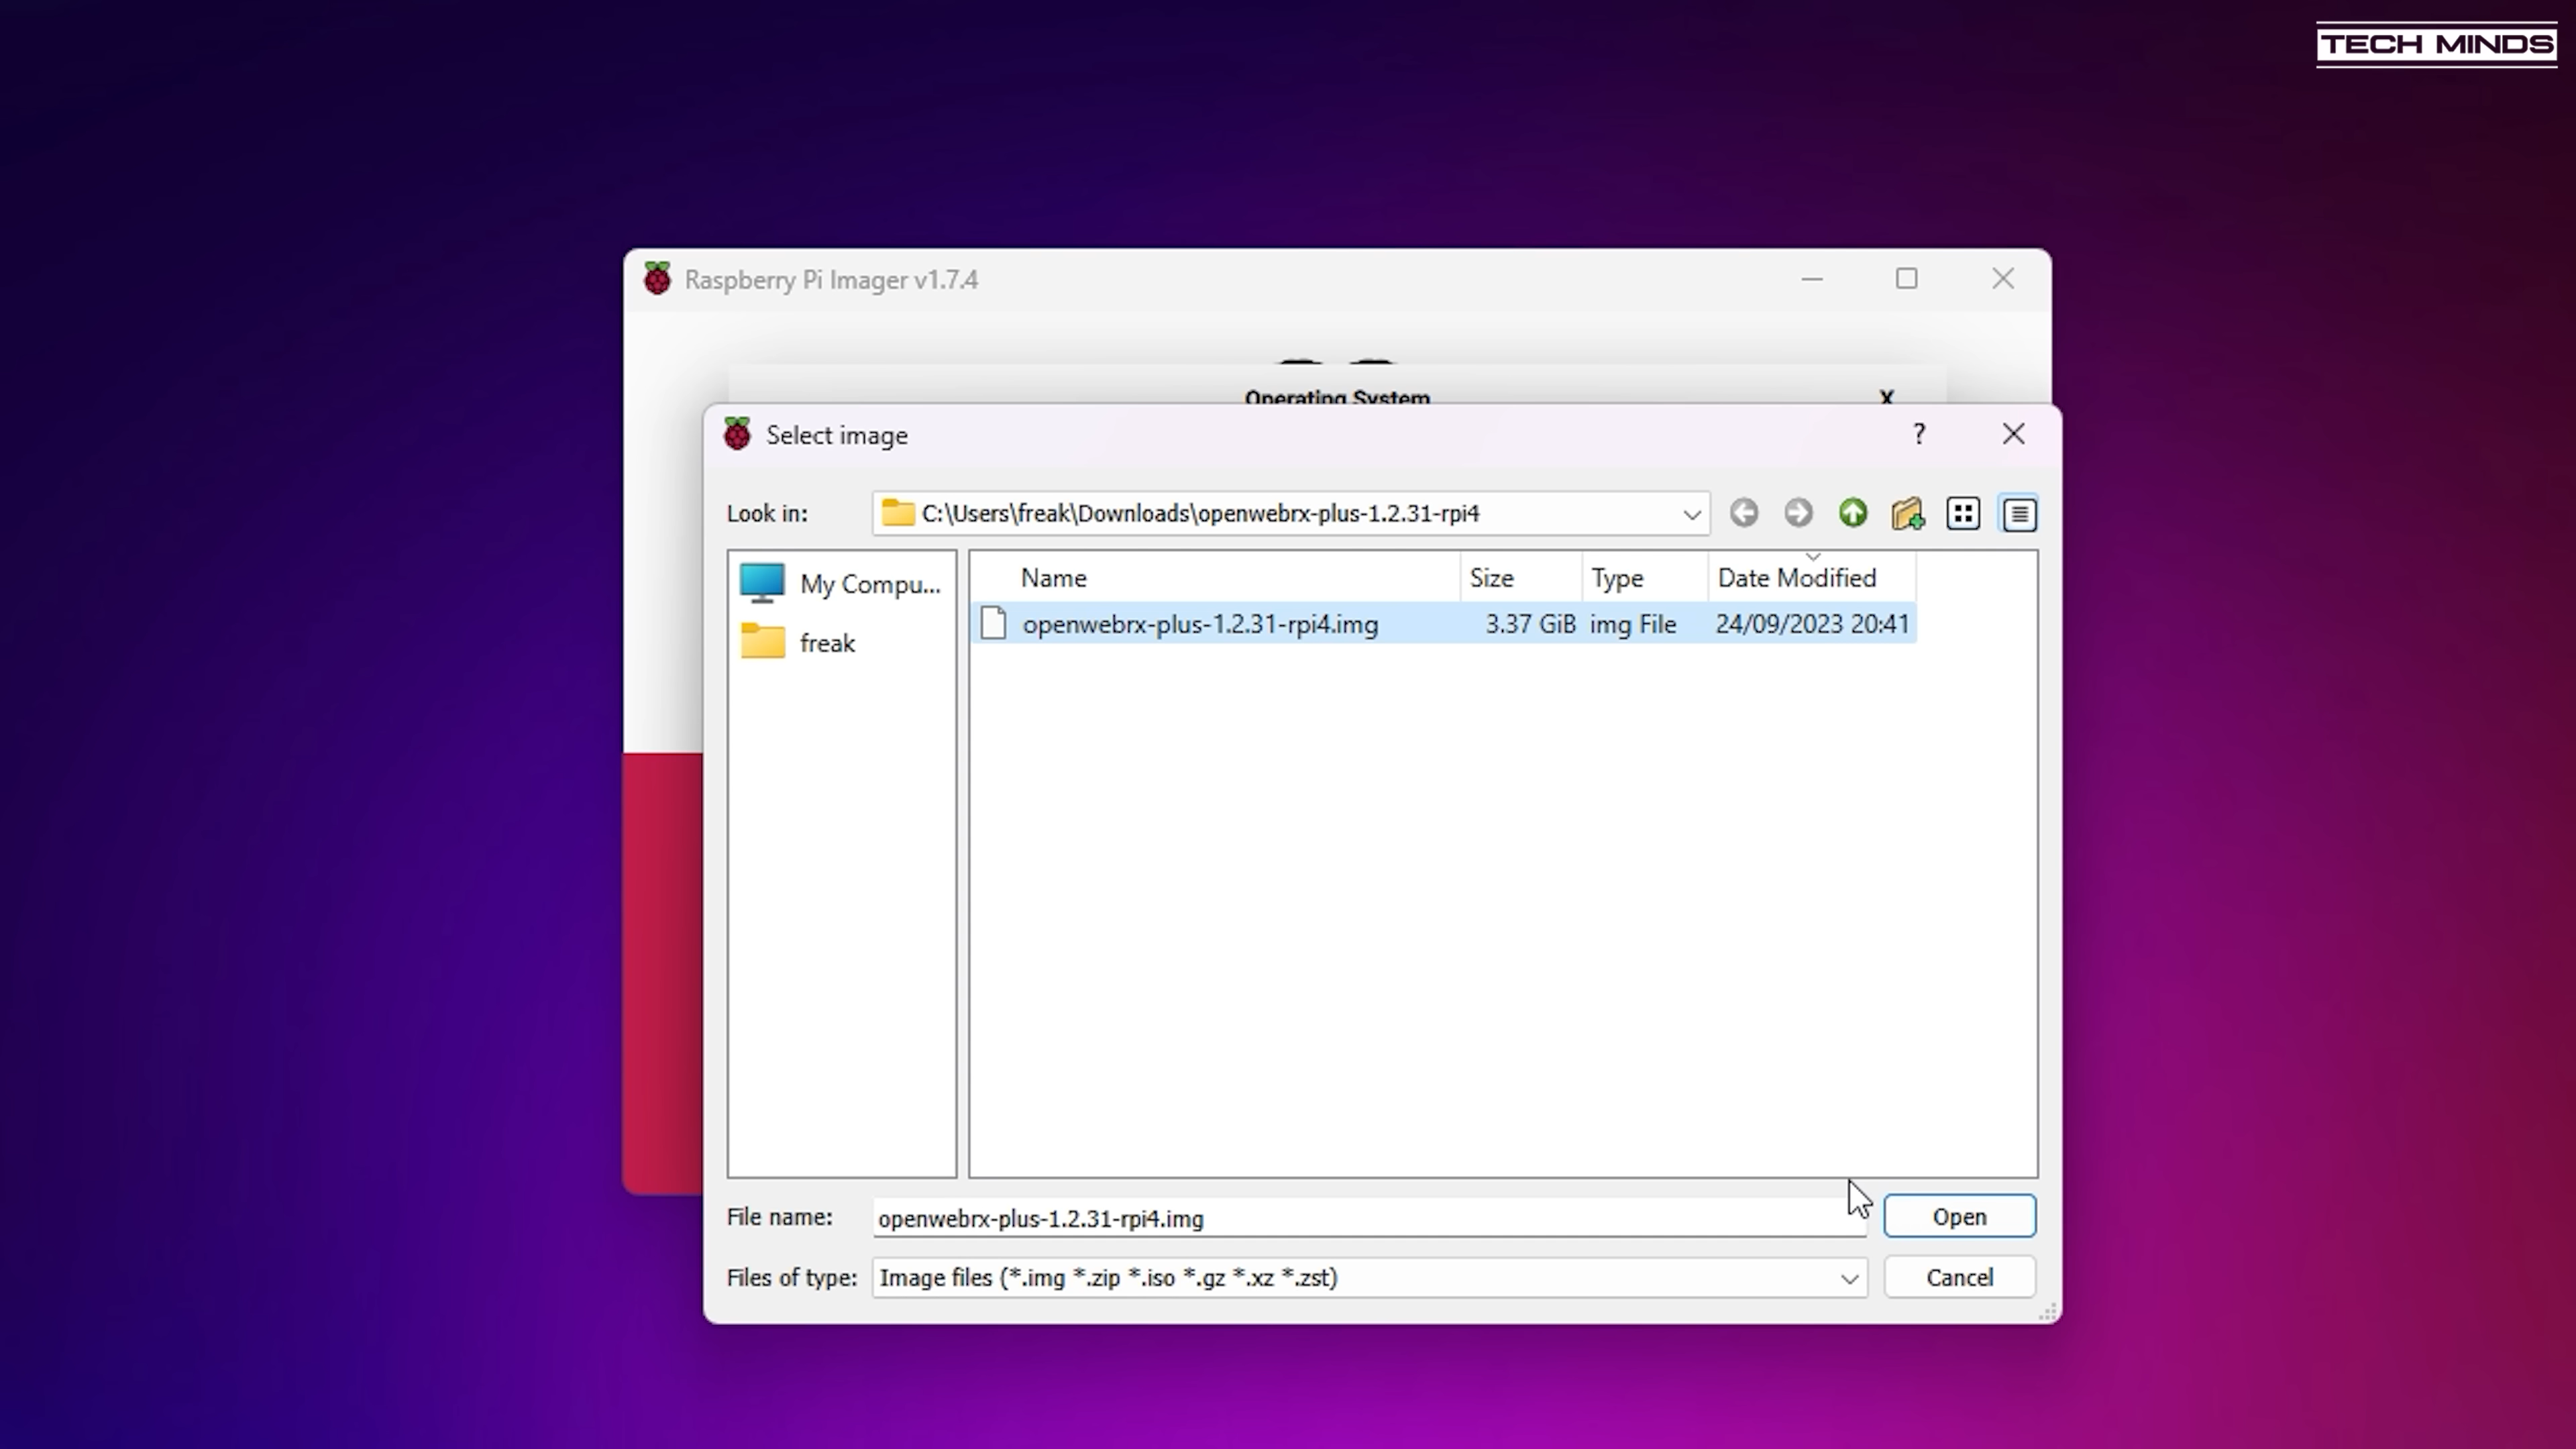 TECH MINDS
Raspberry Pi Imager v1.7.4
Operating System X
Select image ?
Look in: C:\Users\freak\Downloads\openwebrx-plus-1.2.31-rpi4
My Compu...
freak
Name Size Type Date Modified
openwebrx-plus-1.2.31-rpi4.img 3.37 GiB img File 24/09/2023 20:41
File name: openwebrx-plus-1.2.31-rpi4.img Open
Files of type: Image files (*.img *.zip *.iso *.gz *.xz *.zst) Cancel